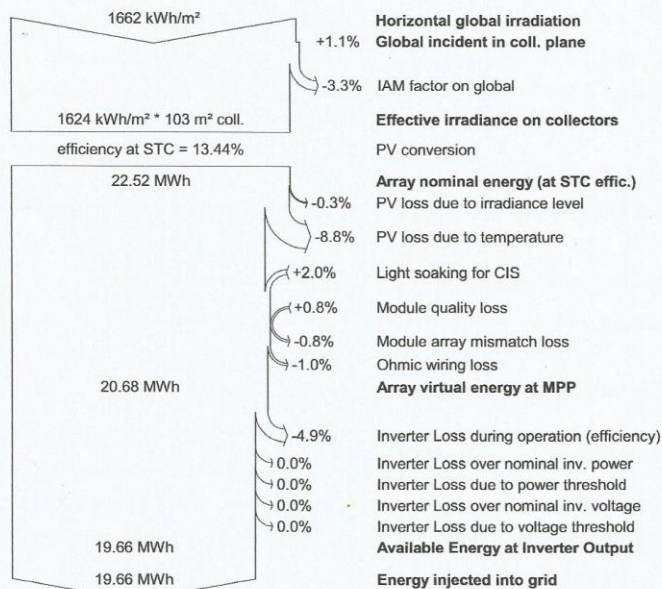 1662 kWh/m² Horizontal global irradiation
+1.1% Global incident in coll. plane
-3.3% IAM factor on global
1624 kWh/m² * 103 m² coll. Effective irradiance on collectors
efficiency at STC = 13.44% PV conversion
22.52 MWh Array nominal energy (at STC effic.)
-0.3% PV loss due to irradiance level
-8.8% PV loss due to temperature
+2.0% Light soaking for CIS
+0.8% Module quality loss
-0.8% Module array mismatch loss
-1.0% Ohmic wiring loss
20.68 MWh Array virtual energy at MPP
-4.9% Inverter Loss during operation (efficiency)
0.0% Inverter Loss over nominal inv. power
0.0% Inverter Loss due to power threshold
0.0% Inverter Loss over nominal inv. voltage
0.0% Inverter Loss due to voltage threshold
19.66 MWh Available Energy at Inverter Output
19.66 MWh Energy injected into grid